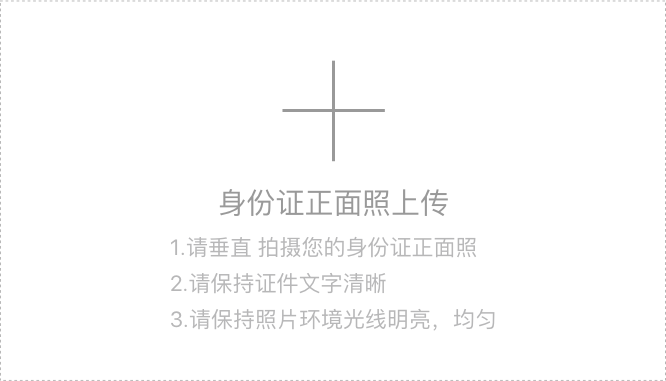 身份证正面照上传
1.请垂直 拍摄您的身份证正面照
2.请保持证件文字清晰
3.请保持照片环境光线明亮，均匀